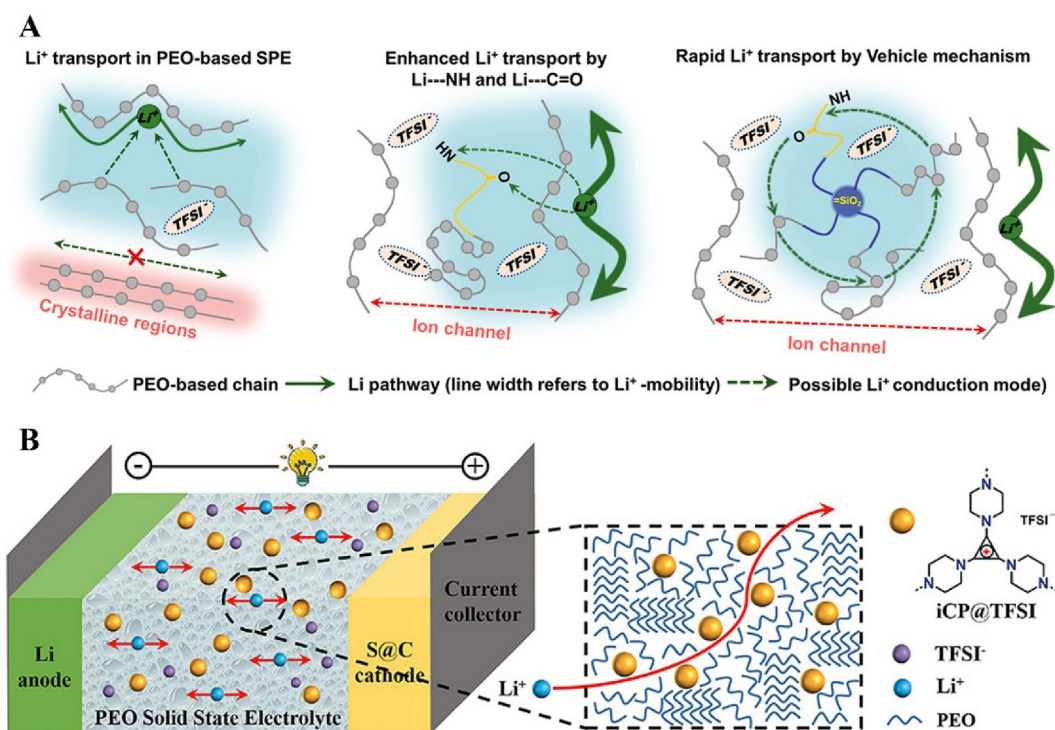 A
Li⁺ transport in PEO-based SPE
Li⁺
TFSI⁻
Crystalline regions
Enhanced Li⁺ transport by
Li---NH and Li---C=O
TFSI⁻
HN
O
Li⁺
TFSI⁻
TFSI⁻
Ion channel
Rapid Li⁺ transport by Vehicle mechanism
NH
O
TFSI⁻
TFSI⁻
≡SiO₂
Li⁺
TFSI⁻
TFSI⁻
Ion channel
PEO-based chain
Li pathway (line width refers to Li⁺ -mobility)
Possible Li⁺ conduction mode)
B
-
+
Li
anode
PEO Solid State Electrolyte
S@C
cathode
Current
collector
Li⁺
N
N
TFSI⁻
+
N
N
N
N
iCP@TFSI
TFSI⁻
Li⁺
PEO